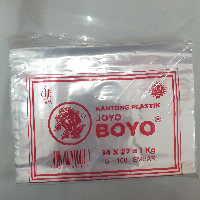 KANTONG PLASTIK
JOYO
BOYO ®
14 X 27 = 1 Kg
100 LEMBAR